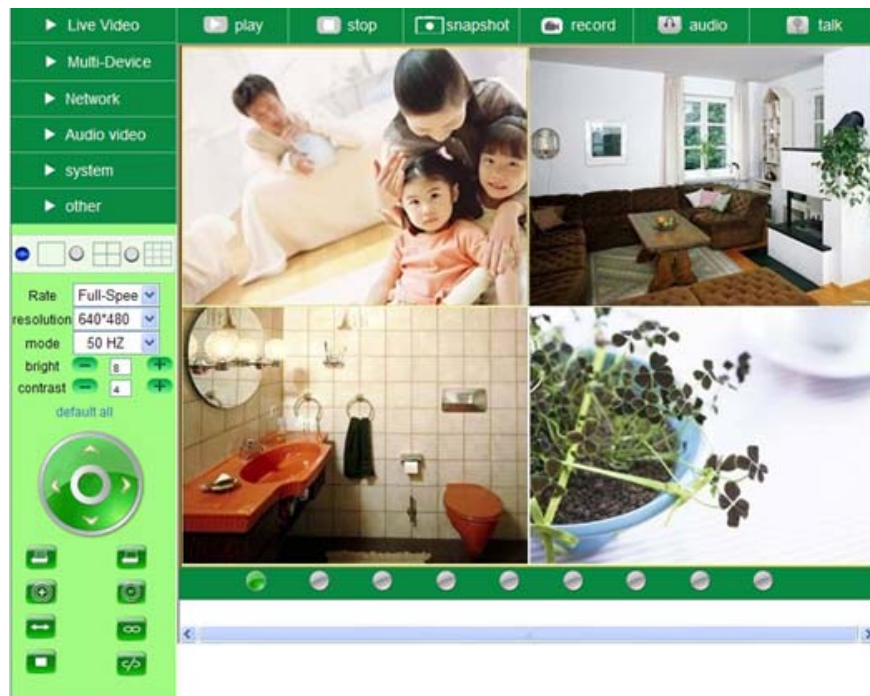 Live Video
play
stop
snapshot
record
audio
talk
Multi-Device
Network
Audio video
system
other
Rate Full-Spee
resolution 640*480
mode 50 HZ
bright 8
contrast 4
default all